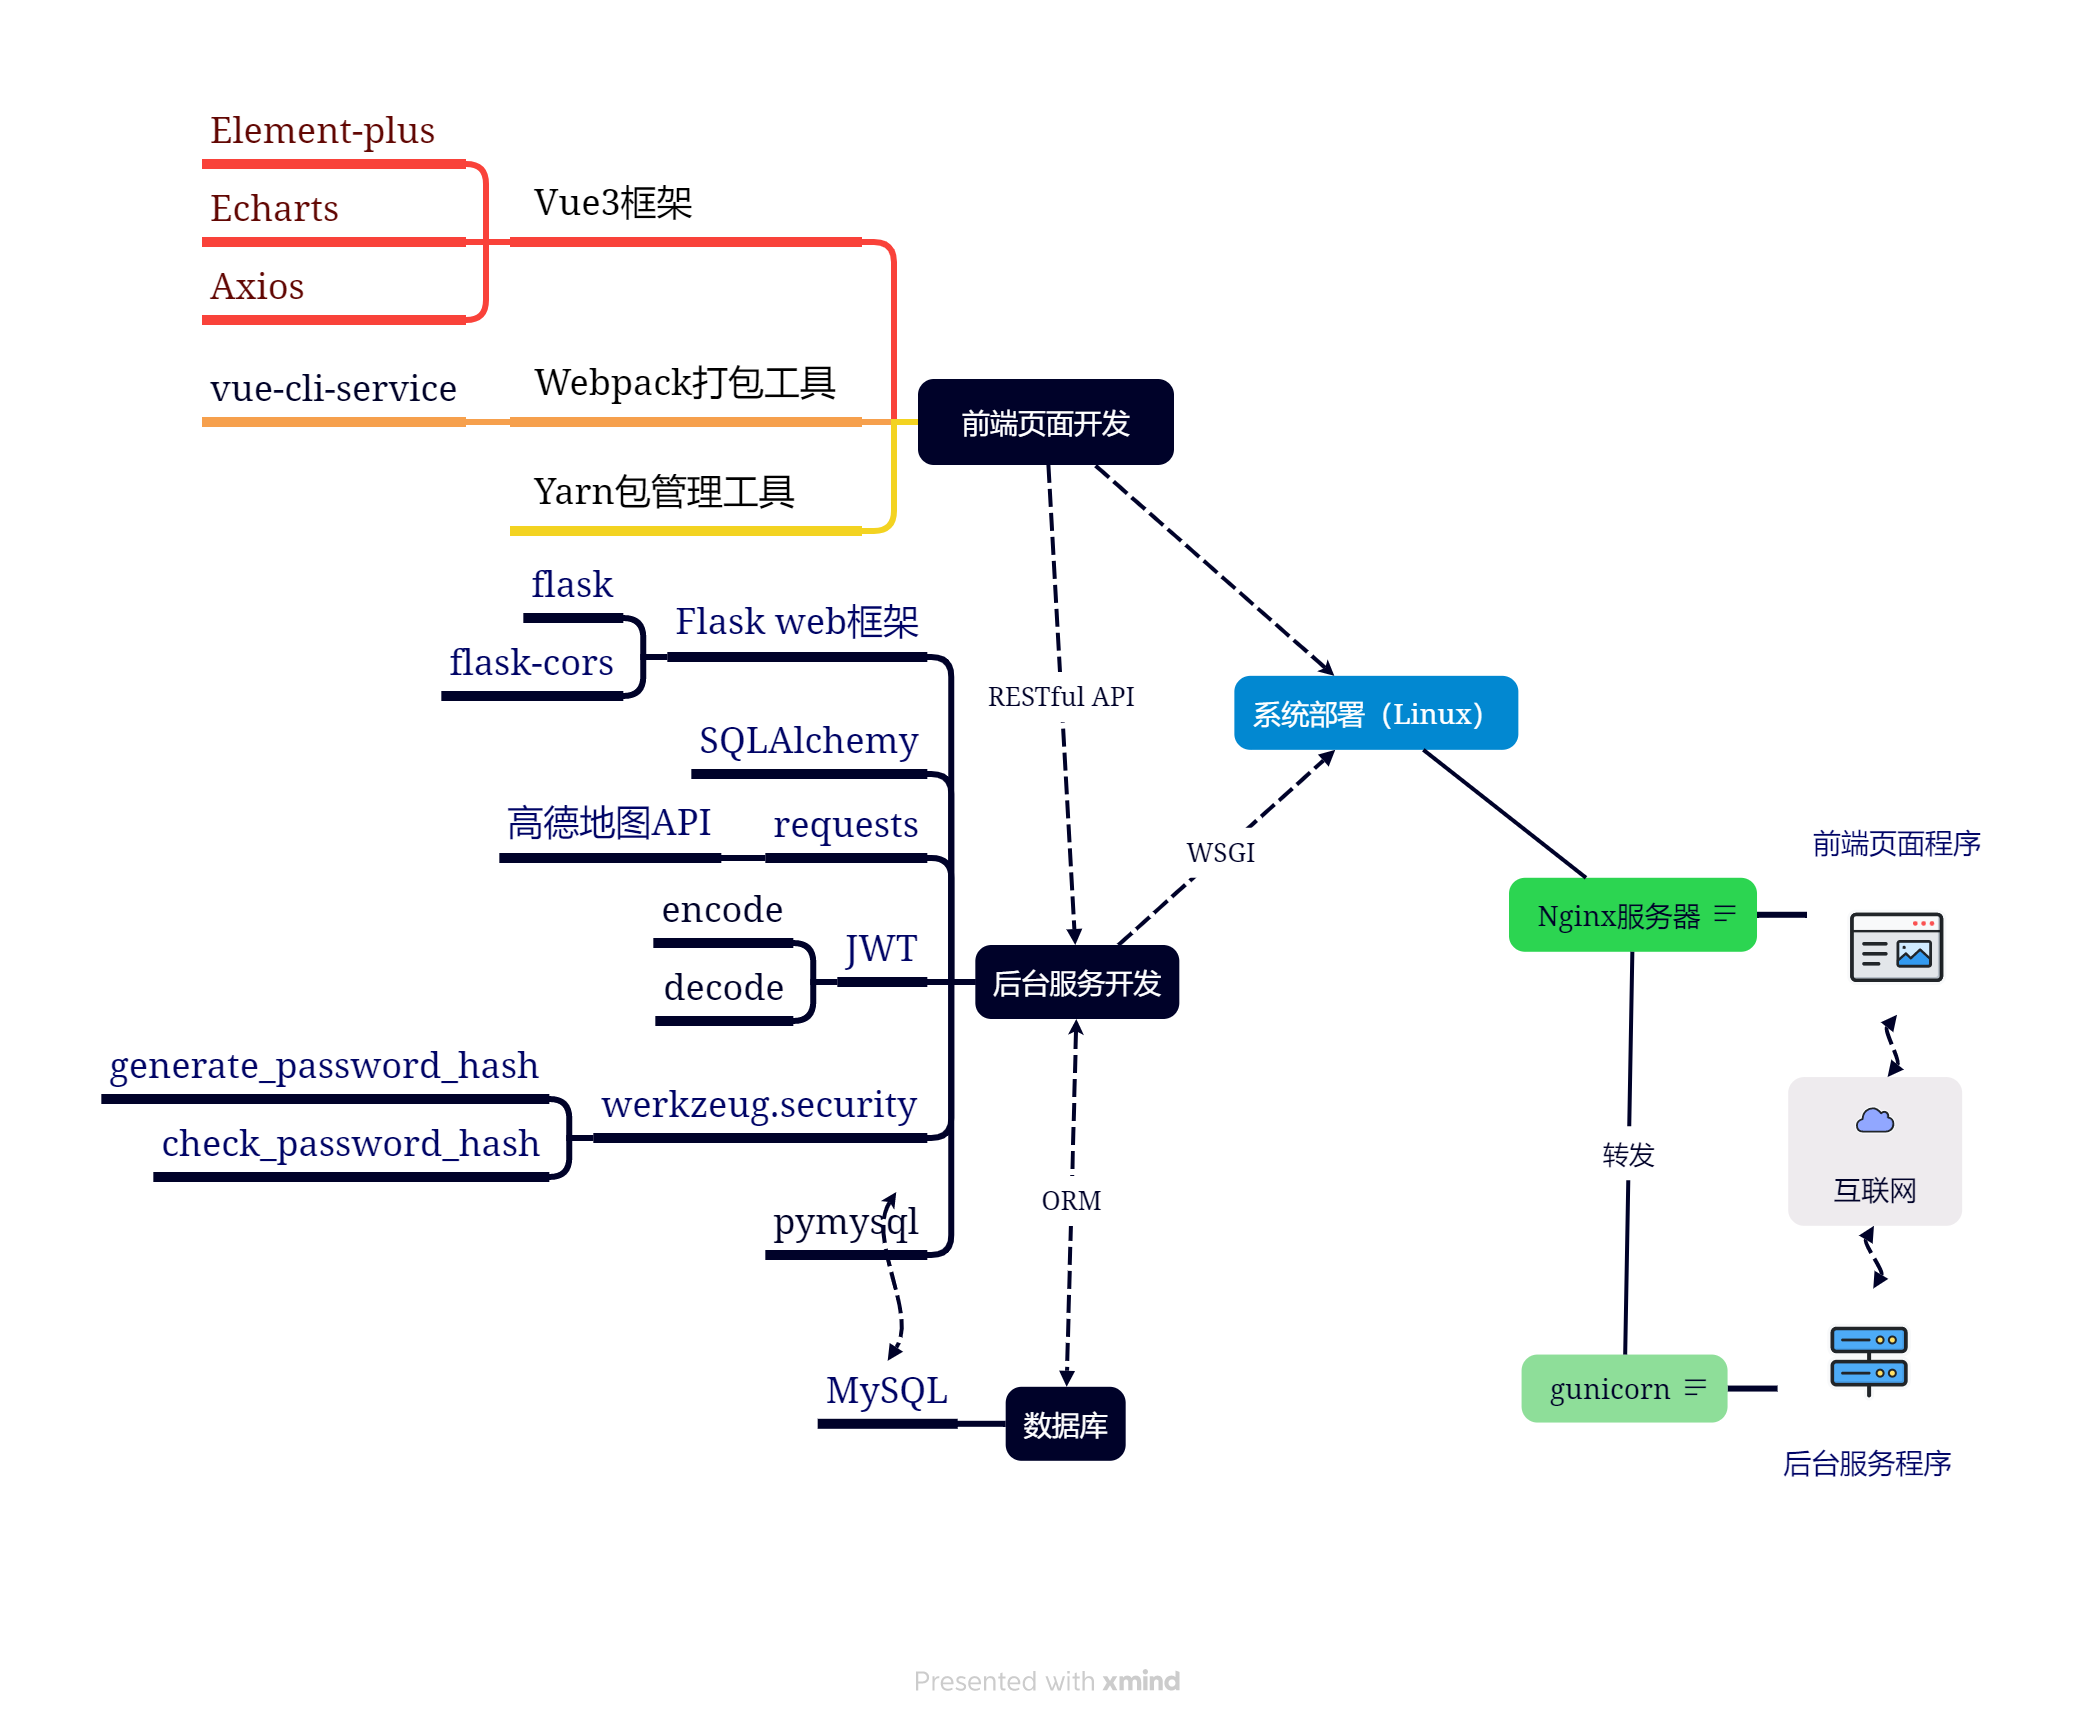 Element-plus
Echarts
Axios
Vue3框架
vue-cli-service
Webpack打包工具
Yarn包管理工具
前端页面开发
flask
flask-cors
Flask web框架
SQLAlchemy
高德地图API
requests
encode
decode
JWT
generate_password_hash
check_password_hash
werkzeug.security
pymysql
RESTful API
后台服务开发
WSGI
ORM
MySQL
数据库
系统部署（Linux）
Nginx服务器
前端页面程序
转发
互联网
gunicorn
后台服务程序
Presented with xmind